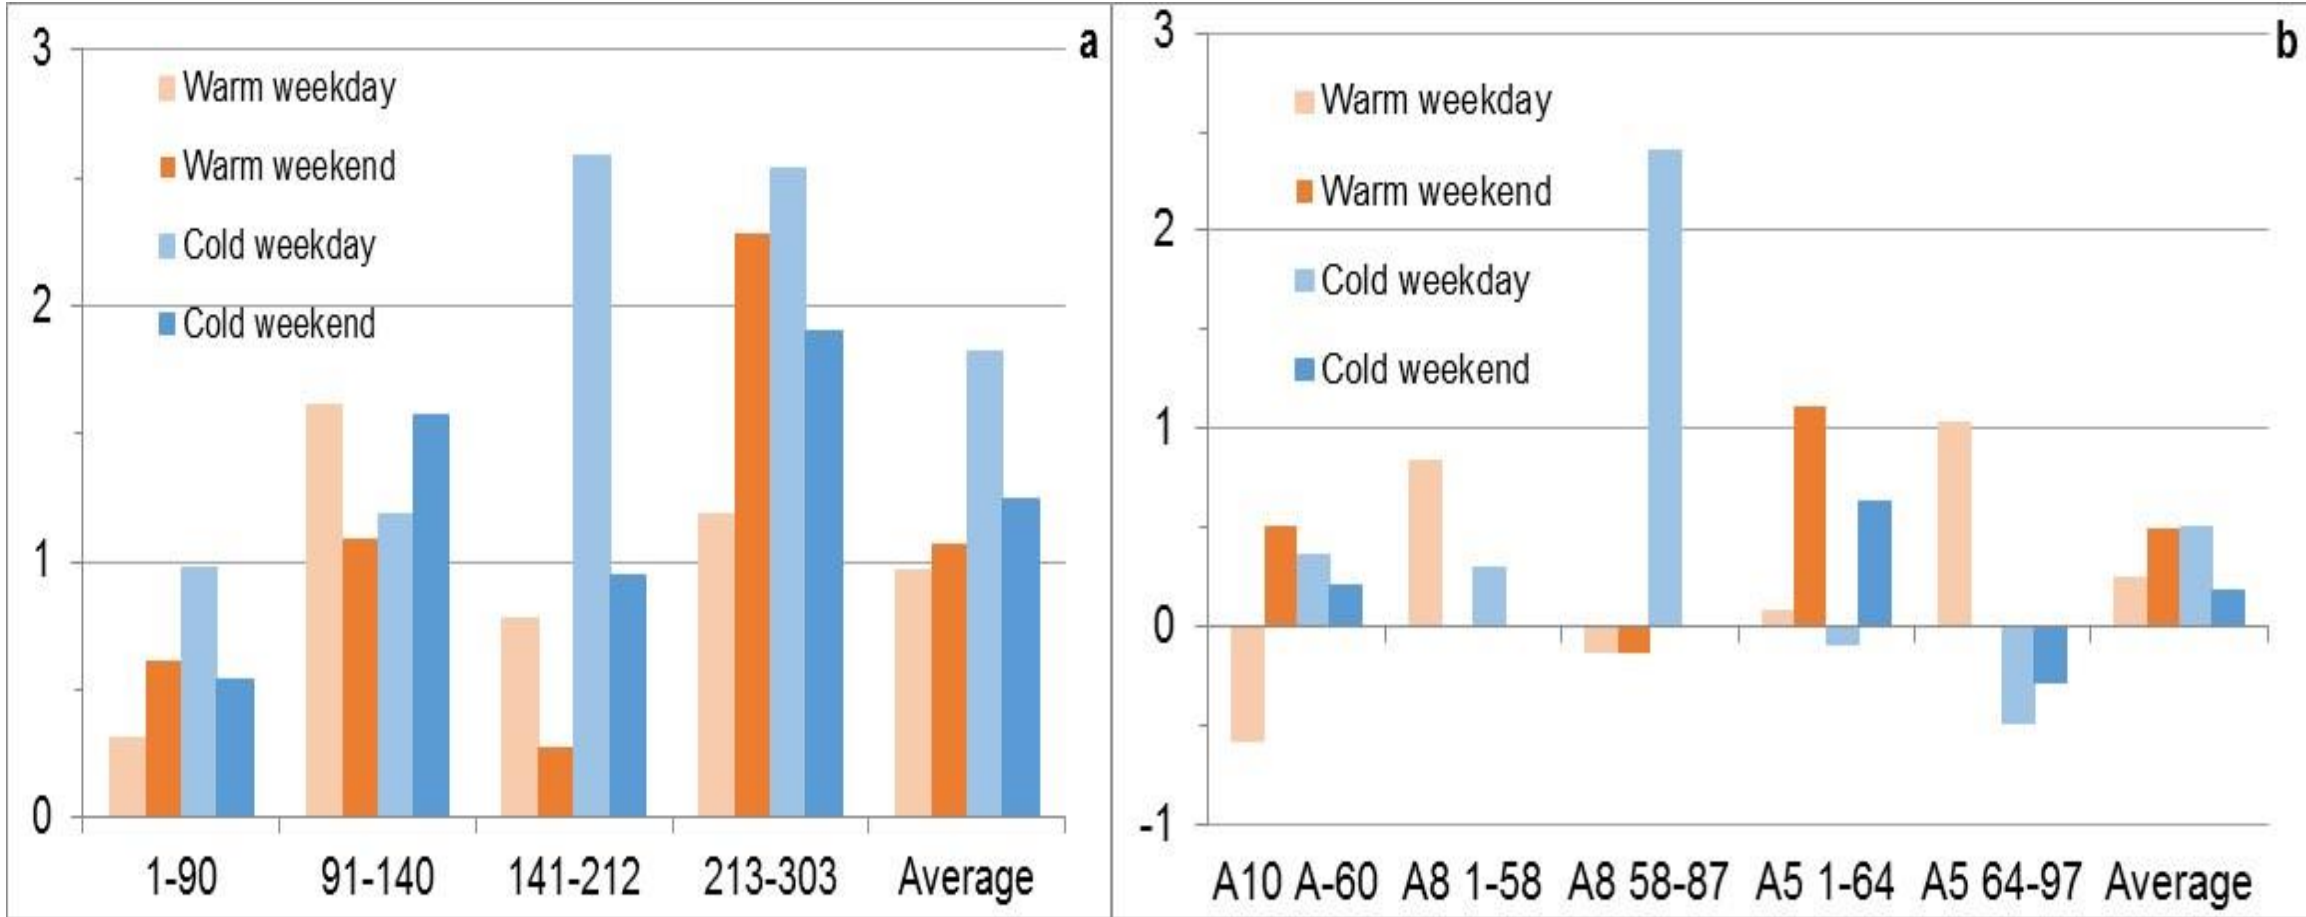 a
3
2
1
0
Warm weekday
Warm weekend
Cold weekday
Cold weekend
1-90 91-140 141-212 213-303 Average
b
3
2
1
0
-1
Warm weekday
Warm weekend
Cold weekday
Cold weekend
A10 A-60 A8 1-58 A8 58-87 A5 1-64 A5 64-97 Average